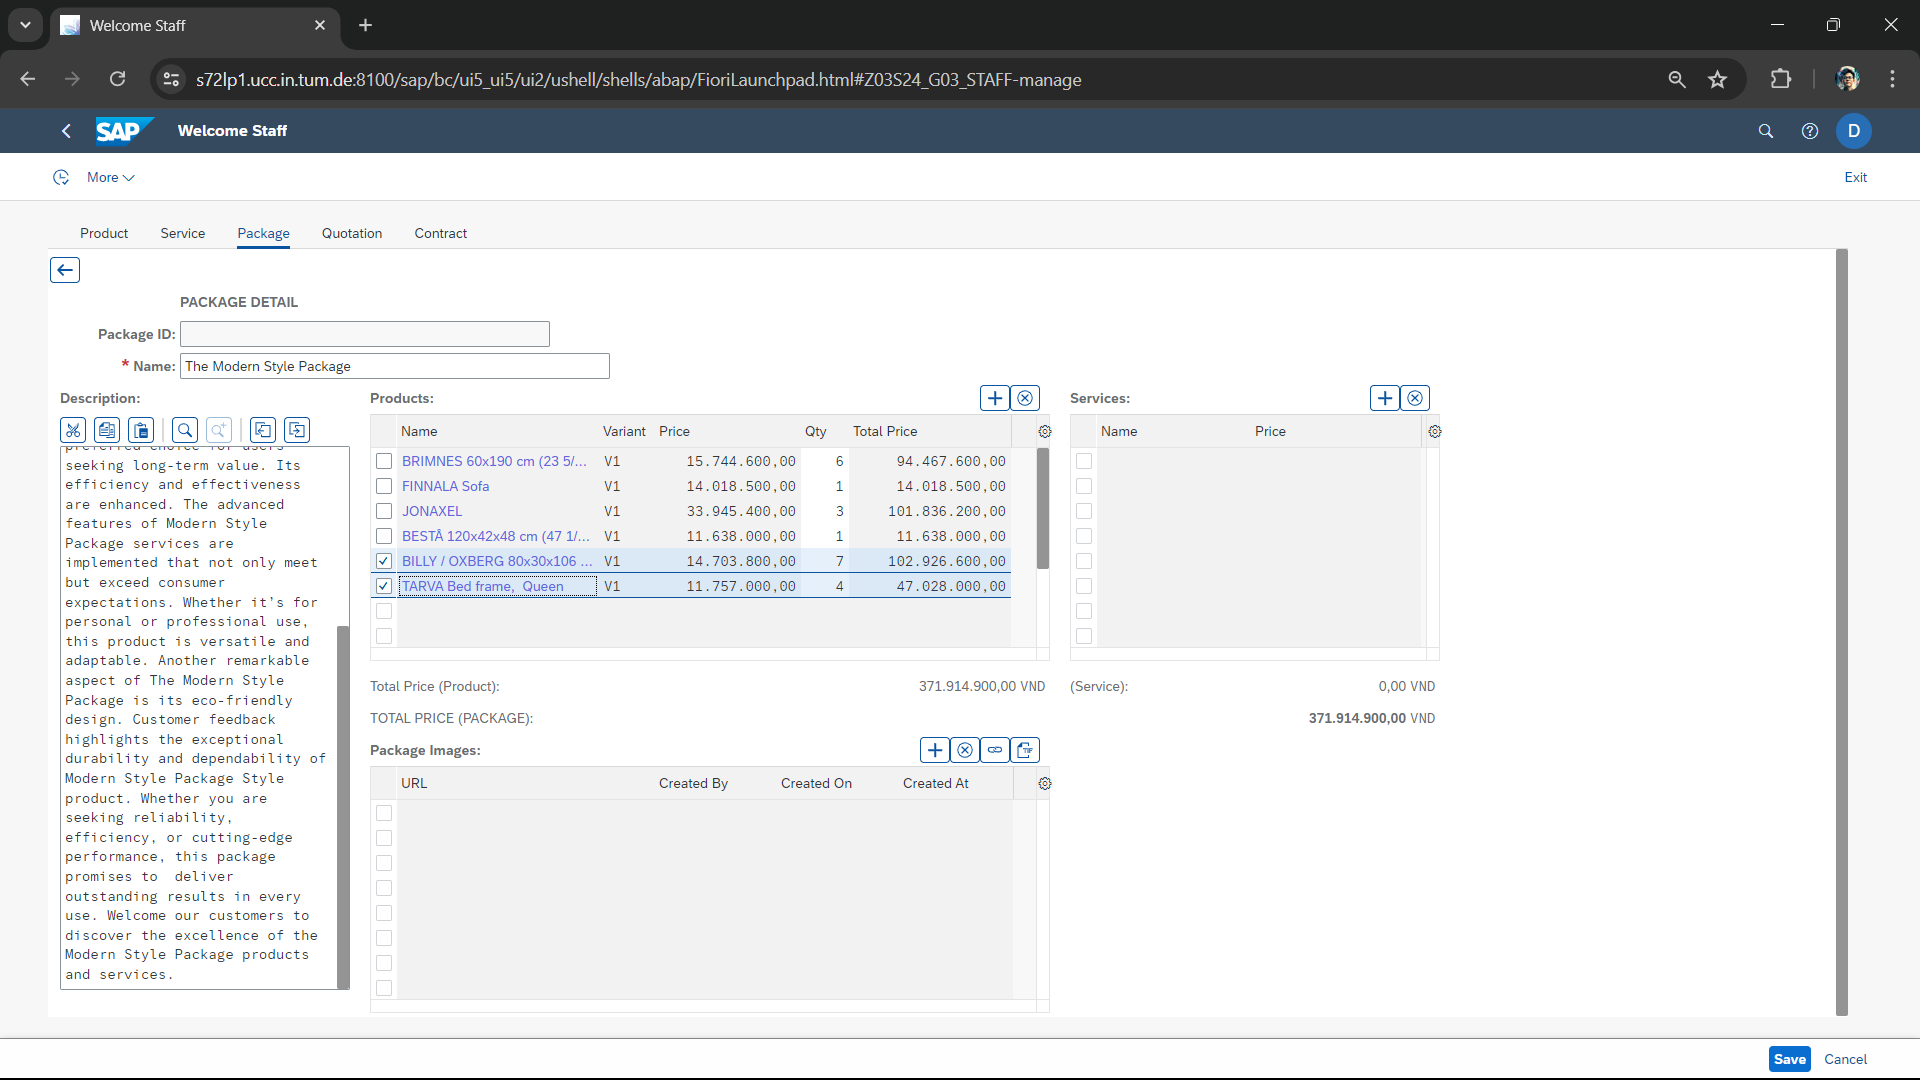 Welcome Staff
s72lp1.ucc.in.tum.de:8100/sap/bc/ui5_ui5/ui2/ushell/shells/abap/FioriLaunchpad.html#Z03S24_G03_STAFF-manage
SAP Welcome Staff D
More Exit
Product Service Package Quotation Contract
PACKAGE DETAIL
Package ID:
* Name: The Modern Style Package
Description:
seeking long-term value. Its
efficiency and effectiveness
are enhanced. The advanced
features of Modern Style
Package services are
implemented that not only meet
but exceed consumer
expectations. Whether it's for
personal or professional use,
this product is versatile and
adaptable. Another remarkable
aspect of The Modern Style
Package is its eco-friendly
design. Customer feedback
highlights the exceptional
durability and dependability of
Modern Style Package Style
product. Whether you are
seeking reliability,
efficiency, or cutting-edge
performance, this package
promises to  deliver
outstanding results in every
use. Welcome our customers to
discover the excellence of the
Modern Style Package products
and services.
Products:
Name Variant Price Qty Total Price
BRIMNES 60x190 cm (23 5/... V1 15.744.600,00 6 94.467.600,00
FINNALA Sofa V1 14.018.500,00 1 14.018.500,00
JONAXEL V1 33.945.400,00 3 101.836.200,00
BESTÅ 120x42x48 cm (47 1/... V1 11.638.000,00 1 11.638.000,00
BILLY / OXBERG 80x30x106 ... V1 14.703.800,00 7 102.926.600,00
TARVA Bed frame,  Queen V1 11.757.000,00 4 47.028.000,00
Services:
Name Price
Total Price (Product): 371.914.900,00 VND (Service): 0,00 VND
TOTAL PRICE (PACKAGE): 371.914.900,00 VND
Package Images:
URL Created By Created On Created At
Save Cancel